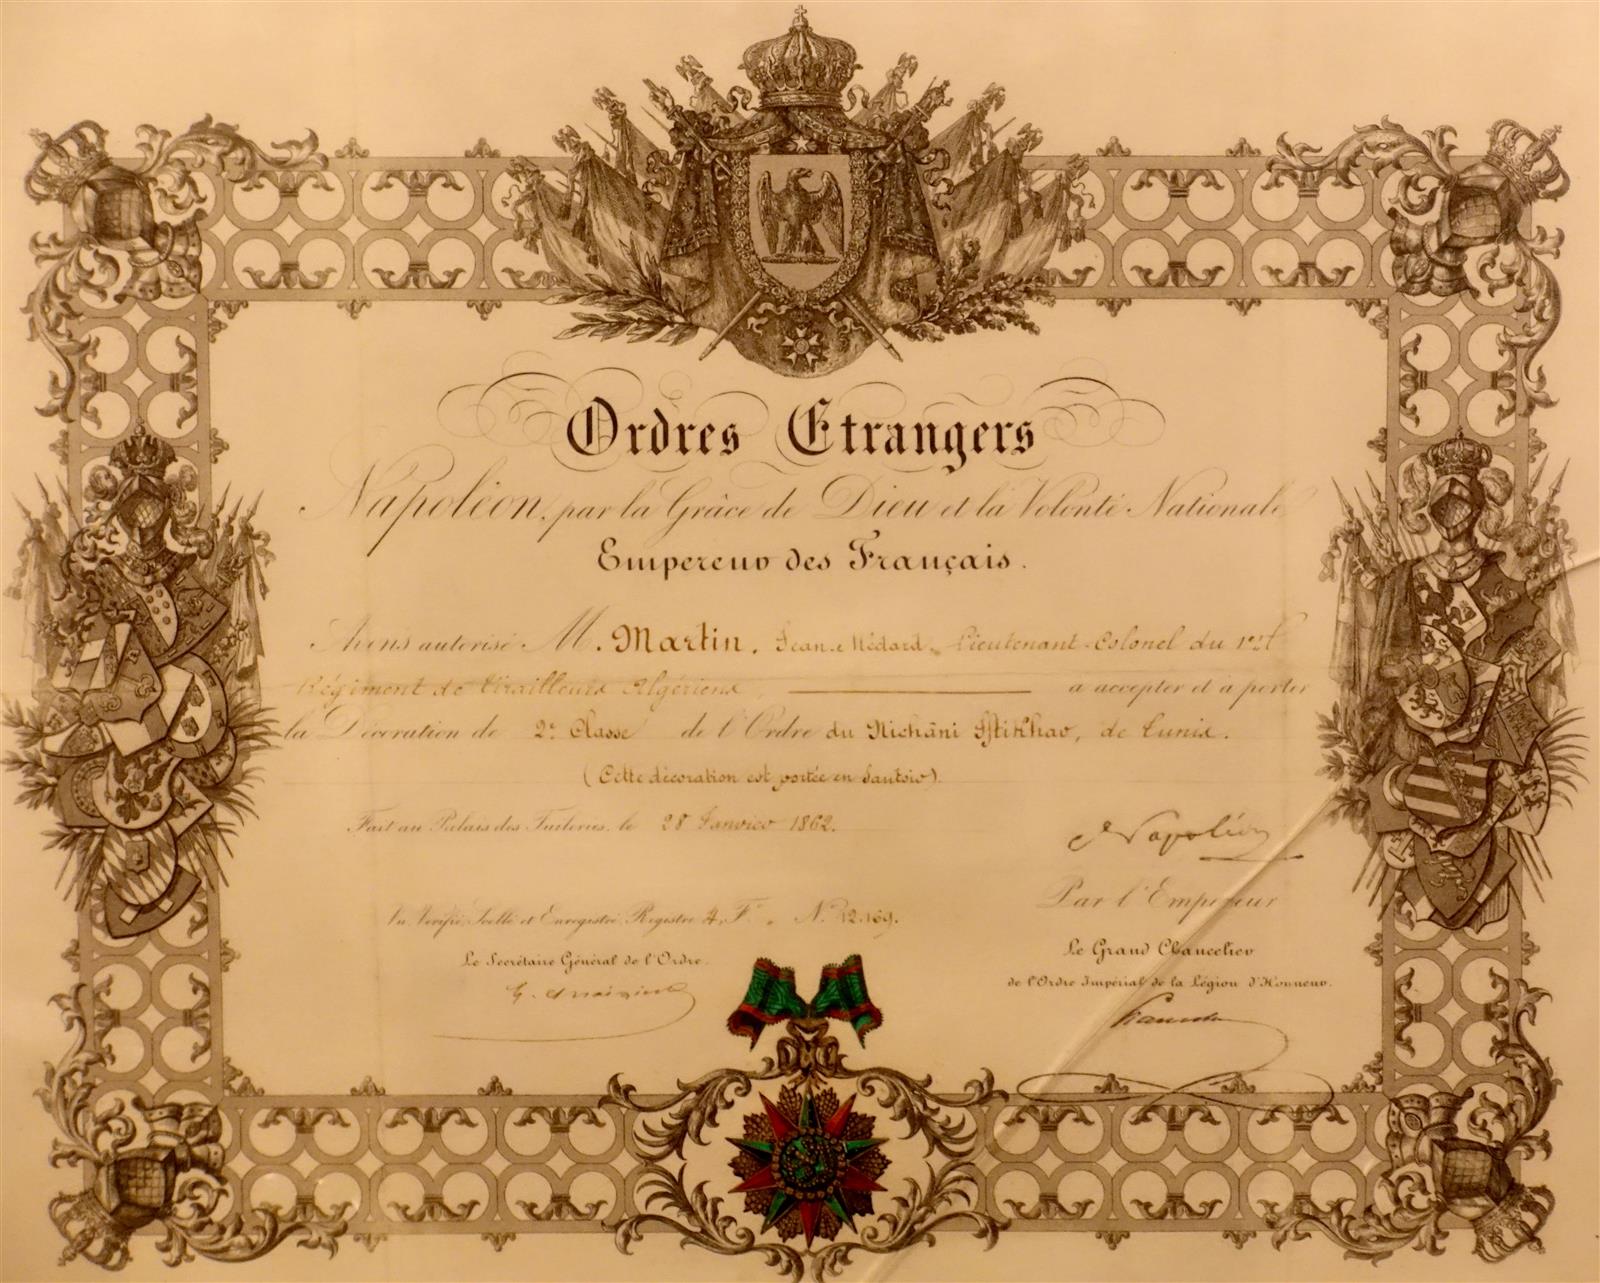 Ordres Etrangers
Napoléon, par la Grâce de Dieu et la Volonté Nationale
Empereur des Français.
Avons autorisé M. Martin, Jean-Médard, Lieutenant-Colonel du 1er
Régiment de Tirailleurs Algériens, à accepter et à porter
la Décoration de 2e Classe de l'Ordre du Nichâni Iftikhar, de Tunis.
(Cette décoration est portée en Sautoir).
Fait au Palais des Tuileries, le 28 Janvier 1862.
Napoléon
Par l'Empereur
Vu, Vérifié, Scellé et Enregistré, Registre 4, F° N° 12.169.
Le Grand Chancelier
de l'Ordre Impérial de la Légion d'Honneur.
Le Secrétaire Général de l'Ordre.